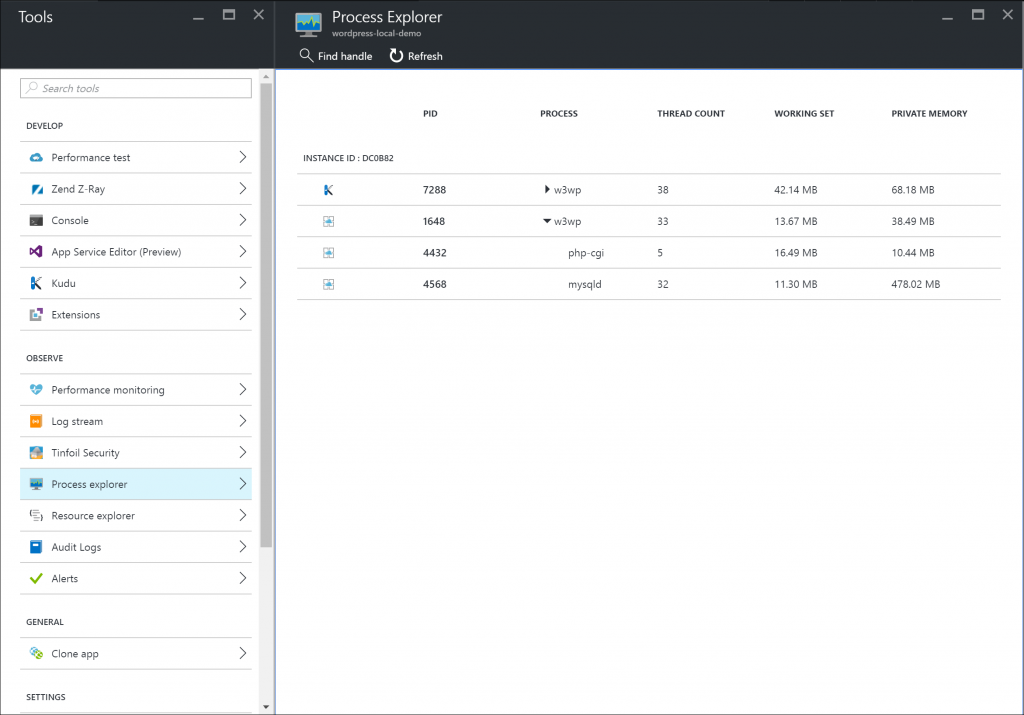 Tools
Search tools
DEVELOP
Performance test
Zend Z-Ray
Console
App Service Editor (Preview)
Kudu
Extensions
OBSERVE
Performance monitoring
Log stream
Tinfoil Security
Process explorer
Resource explorer
Audit Logs
Alerts
GENERAL
Clone app
SETTINGS
Process Explorer
wordpress-local-demo
Find handle Refresh
PID PROCESS THREAD COUNT WORKING SET PRIVATE MEMORY
INSTANCE ID : DC0B82
7288 w3wp 38 42.14 MB 68.18 MB
1648 w3wp 33 13.67 MB 38.49 MB
4432 php-cgi 5 16.49 MB 10.44 MB
4568 mysqld 32 11.30 MB 478.02 MB